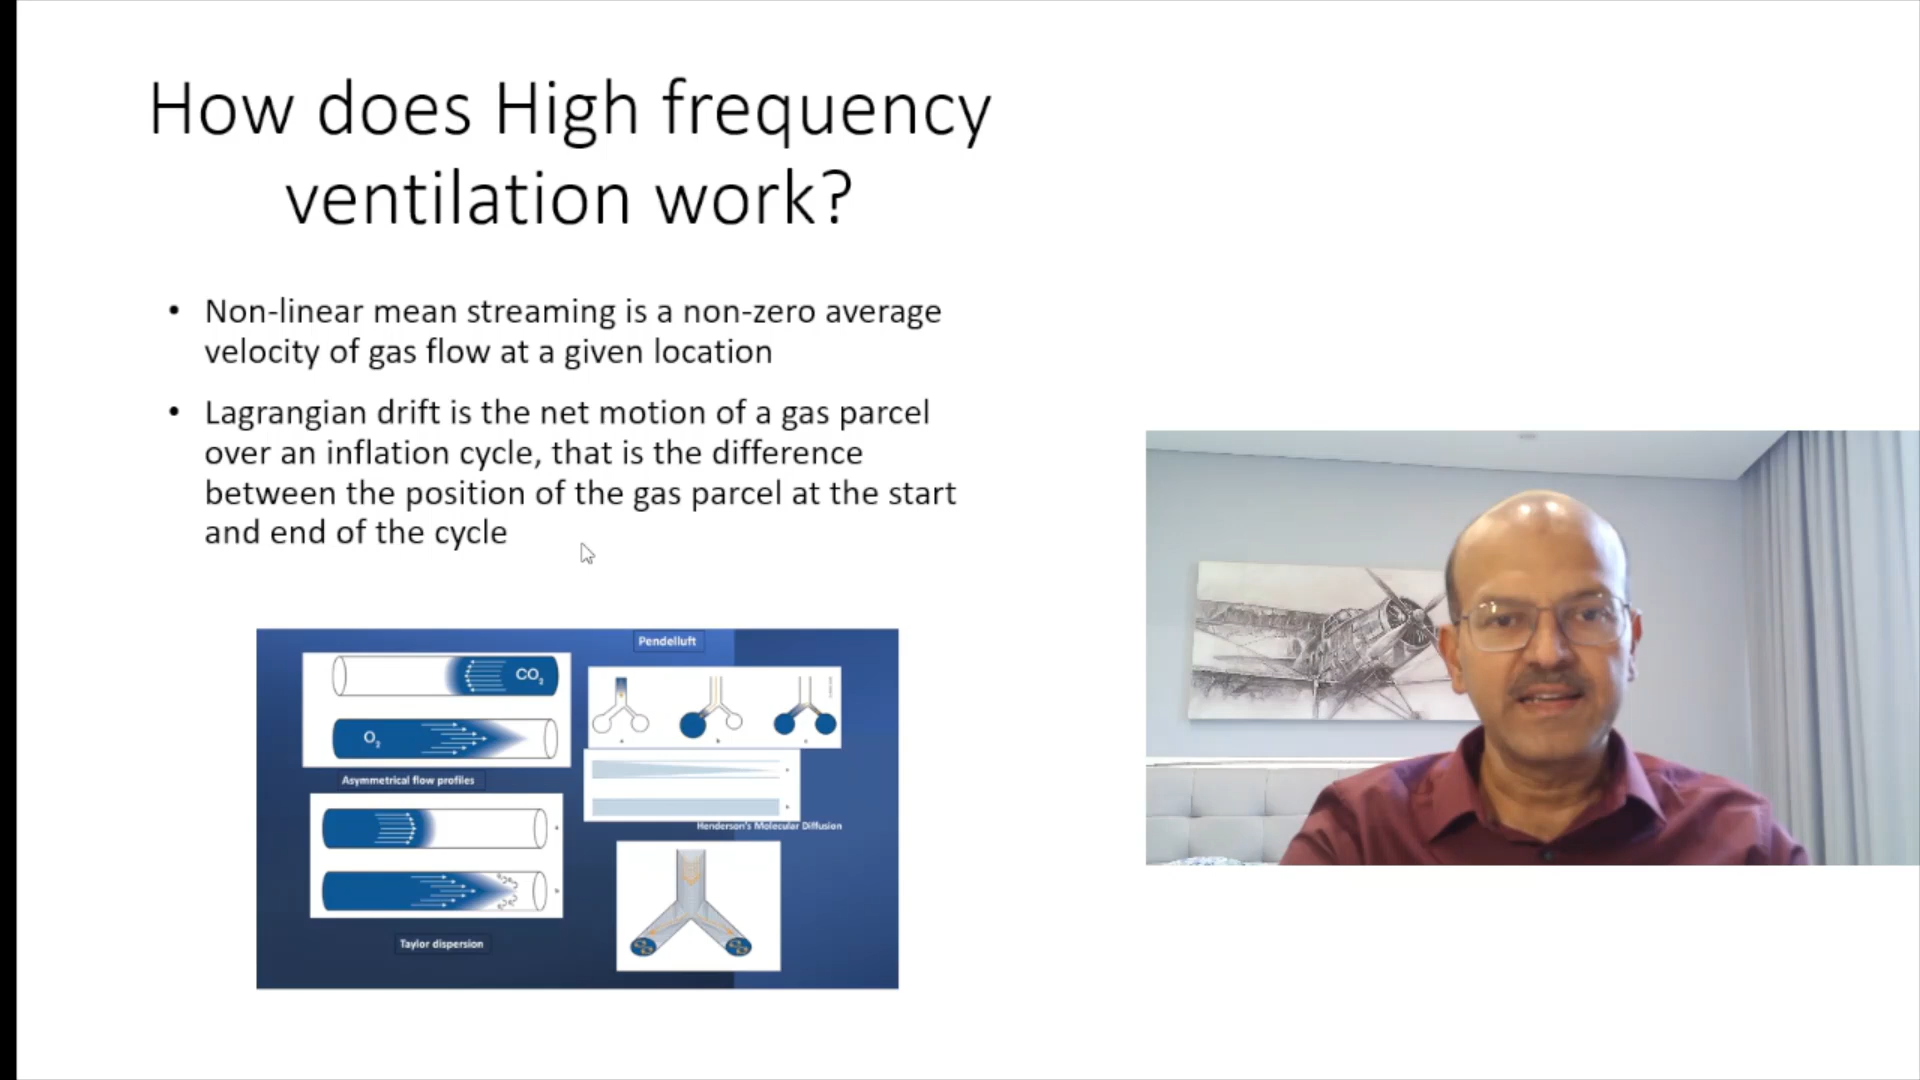 How does High frequency
ventilation work?
• Non-linear mean streaming is a non-zero average
velocity of gas flow at a given location
• Lagrangian drift is the net motion of a gas parcel
over an inflation cycle, that is the difference
between the position of the gas parcel at the start
and end of the cycle
Pendelluft
CO2
O2
Asymmetrical flow profiles
Henderson's Molecular Diffusion
Taylor dispersion